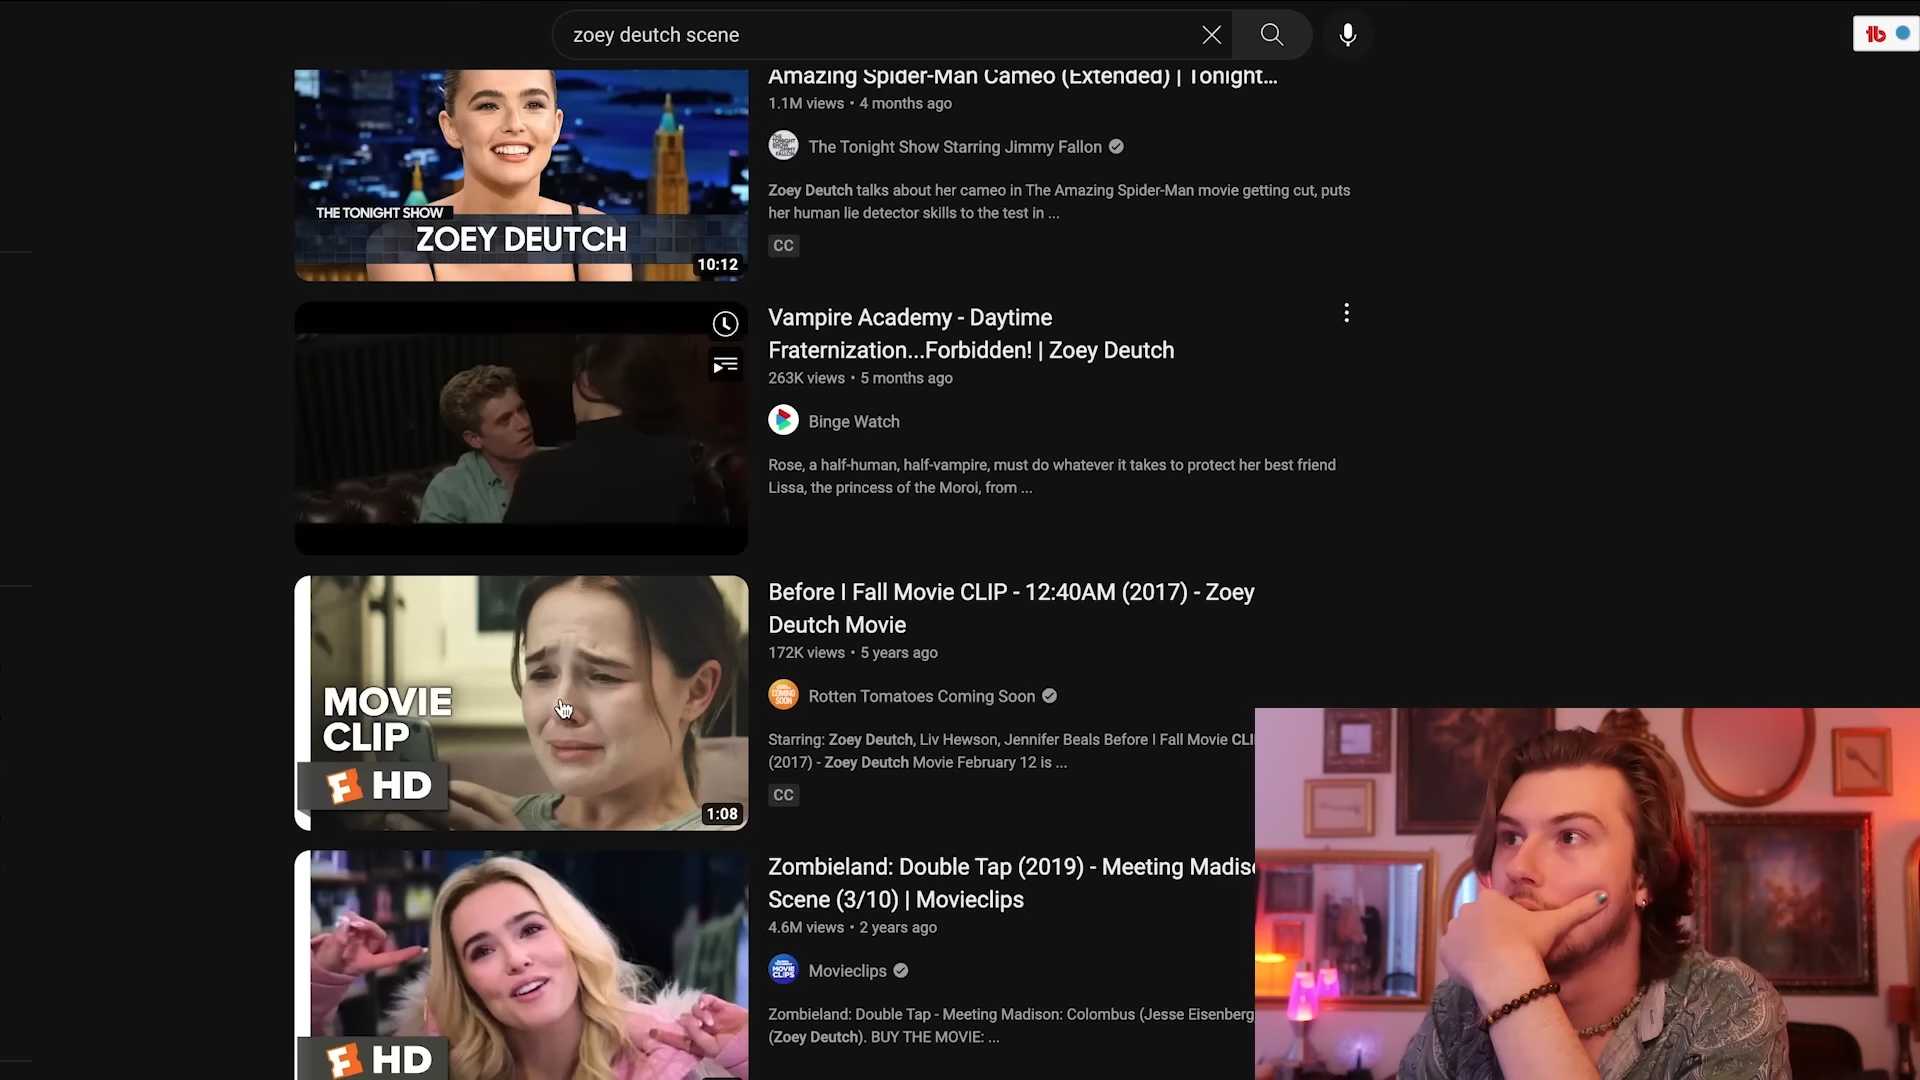 zoey deutch scene
Amazing Spider-Man Cameo (Extended) | Tonight...
1.1M views • 4 months ago
The Tonight Show Starring Jimmy Fallon
Zoey Deutch talks about her cameo in The Amazing Spider-Man movie getting cut, puts
her human lie detector skills to the test in ...
CC
THE TONIGHT SHOW
ZOEY DEUTCH
10:12
Vampire Academy - Daytime
Fraternization...Forbidden! | Zoey Deutch
263K views • 5 months ago
Binge Watch
Rose, a half-human, half-vampire, must do whatever it takes to protect her best friend
Lissa, the princess of the Moroi, from ...
MOVIE
CLIP
HD
1:08
Before I Fall Movie CLIP - 12:40AM (2017) - Zoey
Deutch Movie
172K views • 5 years ago
COMING
SOON
Rotten Tomatoes Coming Soon
Starring: Zoey Deutch, Liv Hewson, Jennifer Beals Before I Fall Movie CLI
(2017) - Zoey Deutch Movie February 12 is ...
CC
HD
Zombieland: Double Tap (2019) - Meeting Madiso
Scene (3/10) | Movieclips
4.6M views • 2 years ago
MOVIE
CLIPS
Movieclips
Zombieland: Double Tap - Meeting Madison: Colombus (Jesse Eisenberg
(Zoey Deutch). BUY THE MOVIE: ...